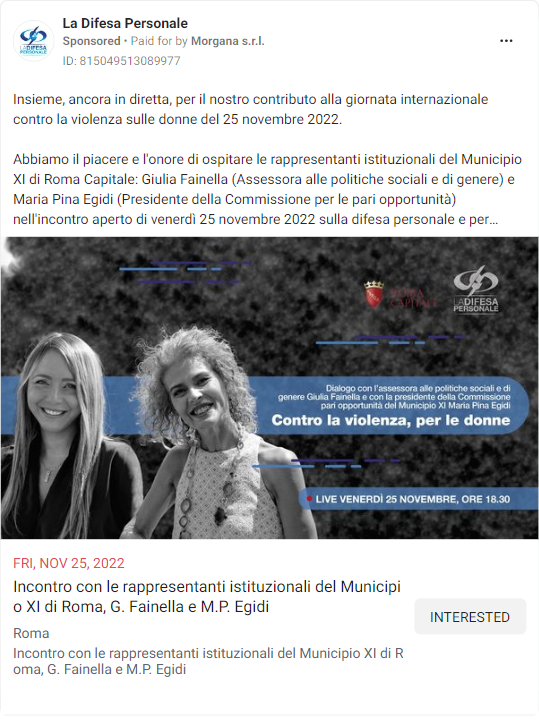 La Difesa Personale
Sponsored • Paid for by Morgana s.r.l.
ID: 815049513089977
Insieme, ancora in diretta, per il nostro contributo alla giornata internazionale
contro la violenza sulle donne del 25 novembre 2022.
Abbiamo il piacere e l'onore di ospitare le rappresentanti istituzionali del Municipio
XI di Roma Capitale: Giulia Fainella (Assessora alle politiche sociali e di genere) e
Maria Pina Egidi (Presidente della Commissione per le pari opportunità)
nell'incontro aperto di venerdì 25 novembre 2022 sulla difesa personale e per...
ROMA
CAPITALE
LADIFESA
PERSONALE
Dialogo con l'assessora alle politiche sociali e di
genere Giulia Fainella e con la presidente della Commissione
pari opportunità del Municipio XI Maria Pina Egidi
Contro la violenza, per le donne
LIVE VENERDÌ 25 NOVEMBRE, ORE 18.30
FRI, NOV 25, 2022
Incontro con le rappresentanti istituzionali del Municipi
o XI di Roma, G. Fainella e M.P. Egidi
INTERESTED
Roma
Incontro con le rappresentanti istituzionali del Municipio XI di R
oma, G. Fainella e M.P. Egidi